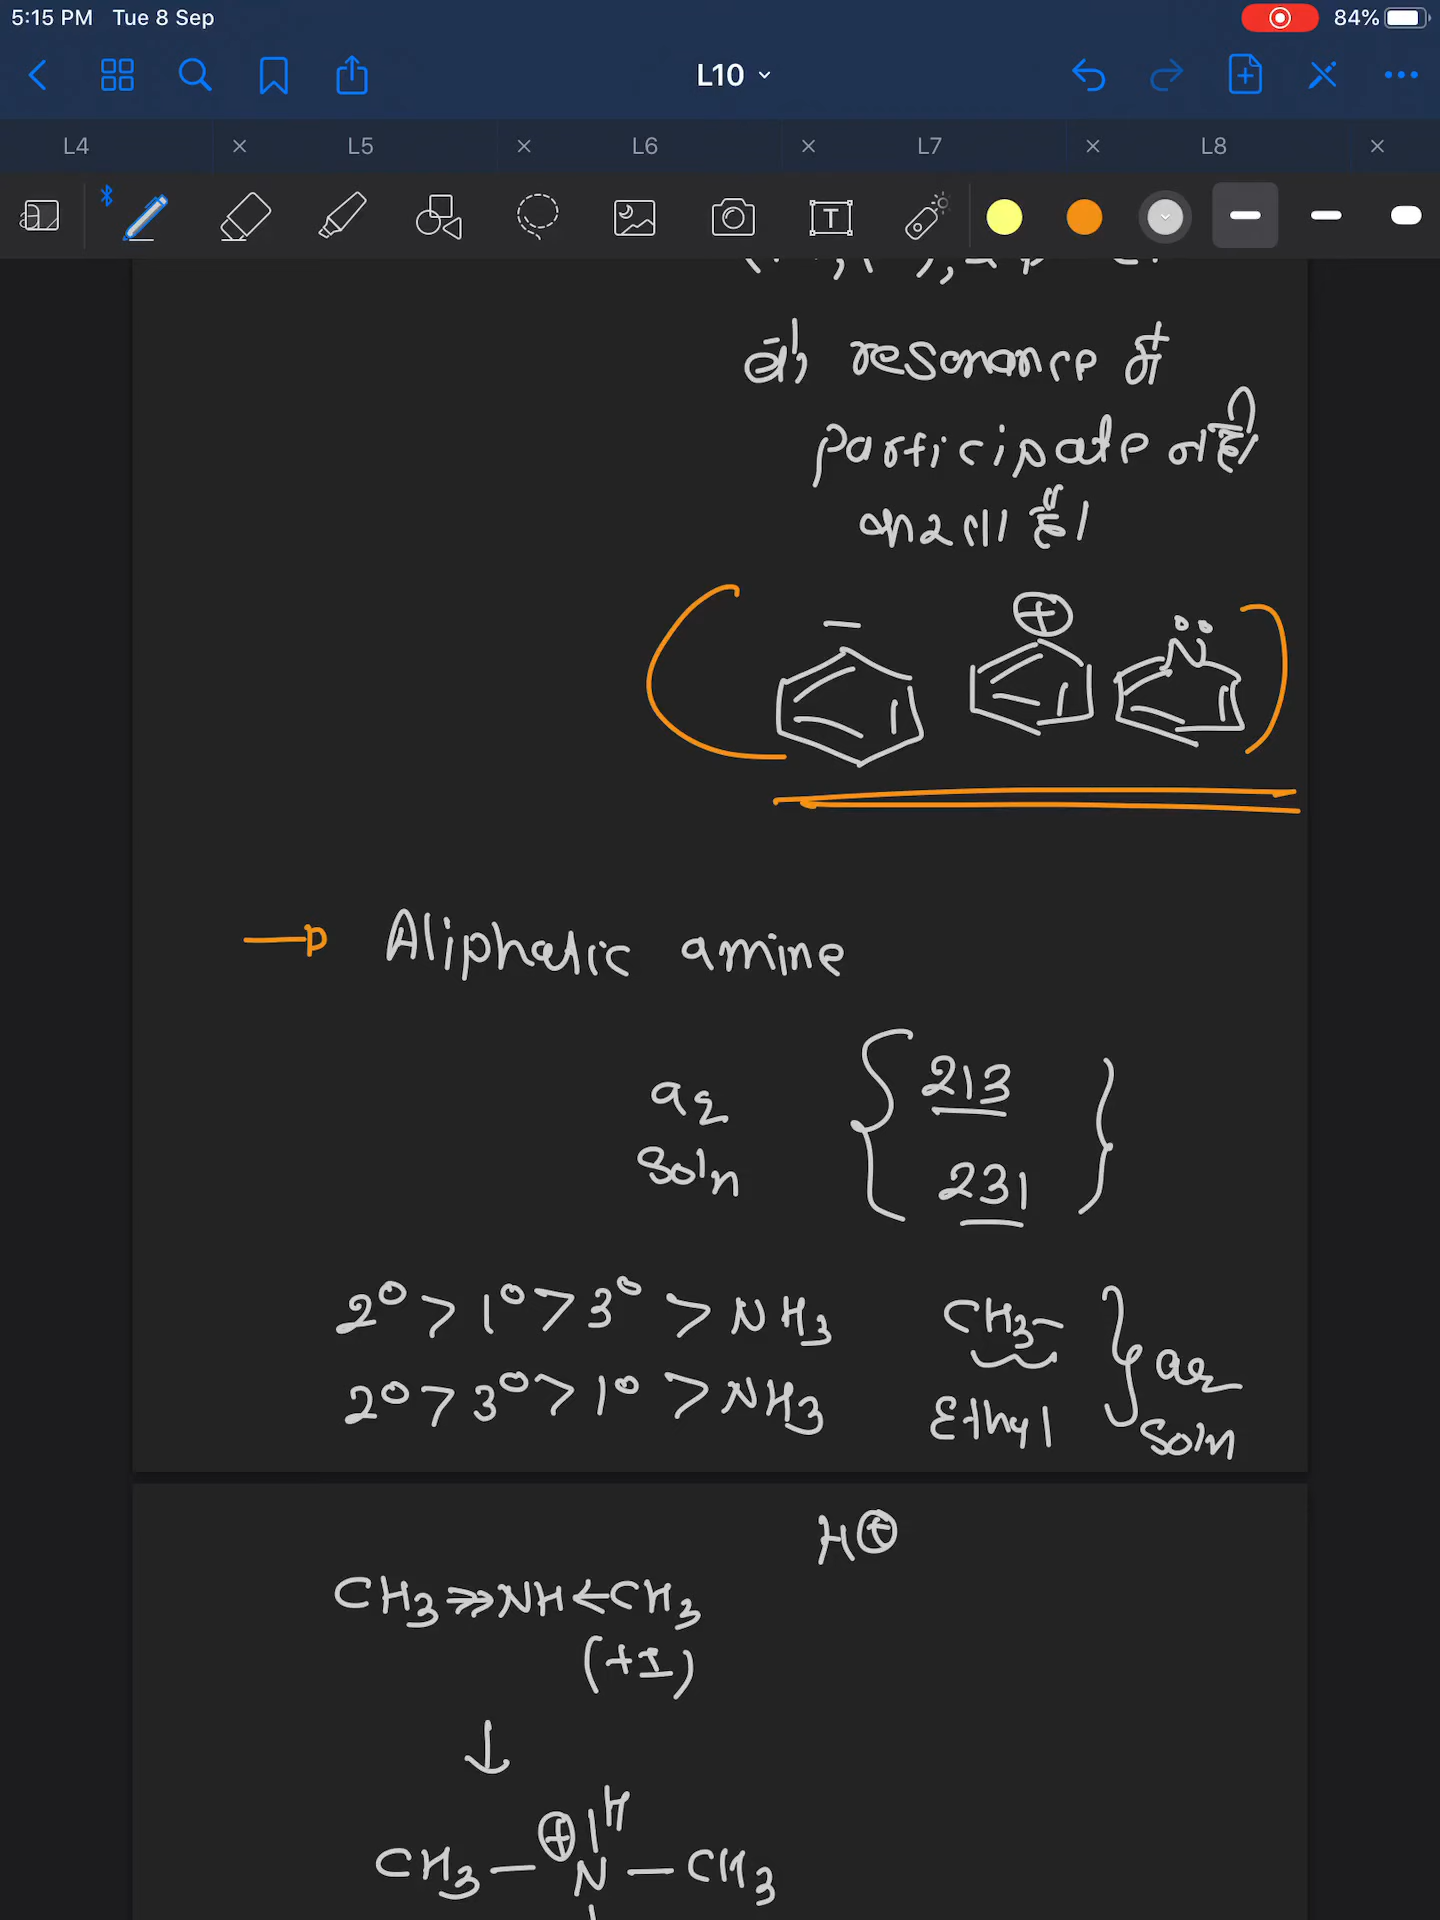 5:15 PM Tue 8 Sep
84%
L10
L4 × L5 × L6 × L7 × L8 ×
वो resonance में
participate नहीं
करता है।
⊕
N
Aliphatic amine
aq { 213 }
soln { 231 }
2° > 1° > 3° > NH3 CH3-
2° > 3° > 1° > NH3 Ethyl
aq
soln
H⊕
CH3 ⋙ NH ← CH3
(+I)
↓
⊕ H
CH3 — N — CH3